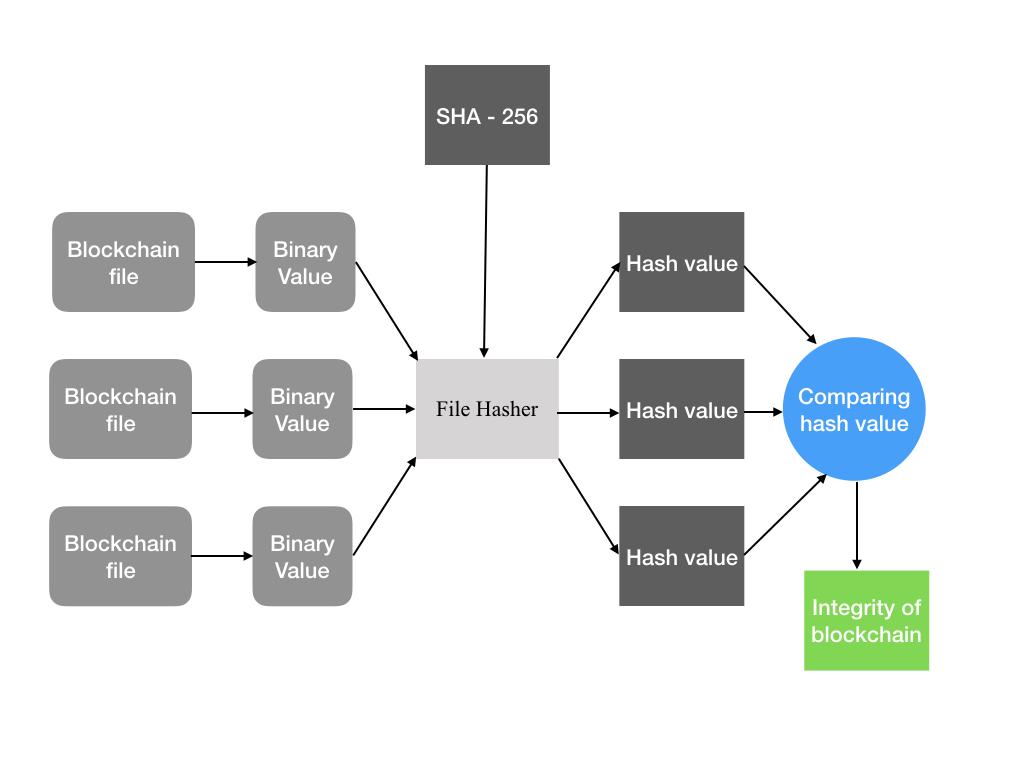 SHA - 256
Blockchain
file
Binary
Value
Hash value
Blockchain
file
Binary
Value
File Hasher
Hash value
Comparing
hash value
Blockchain
file
Binary
Value
Hash value
Integrity of
blockchain